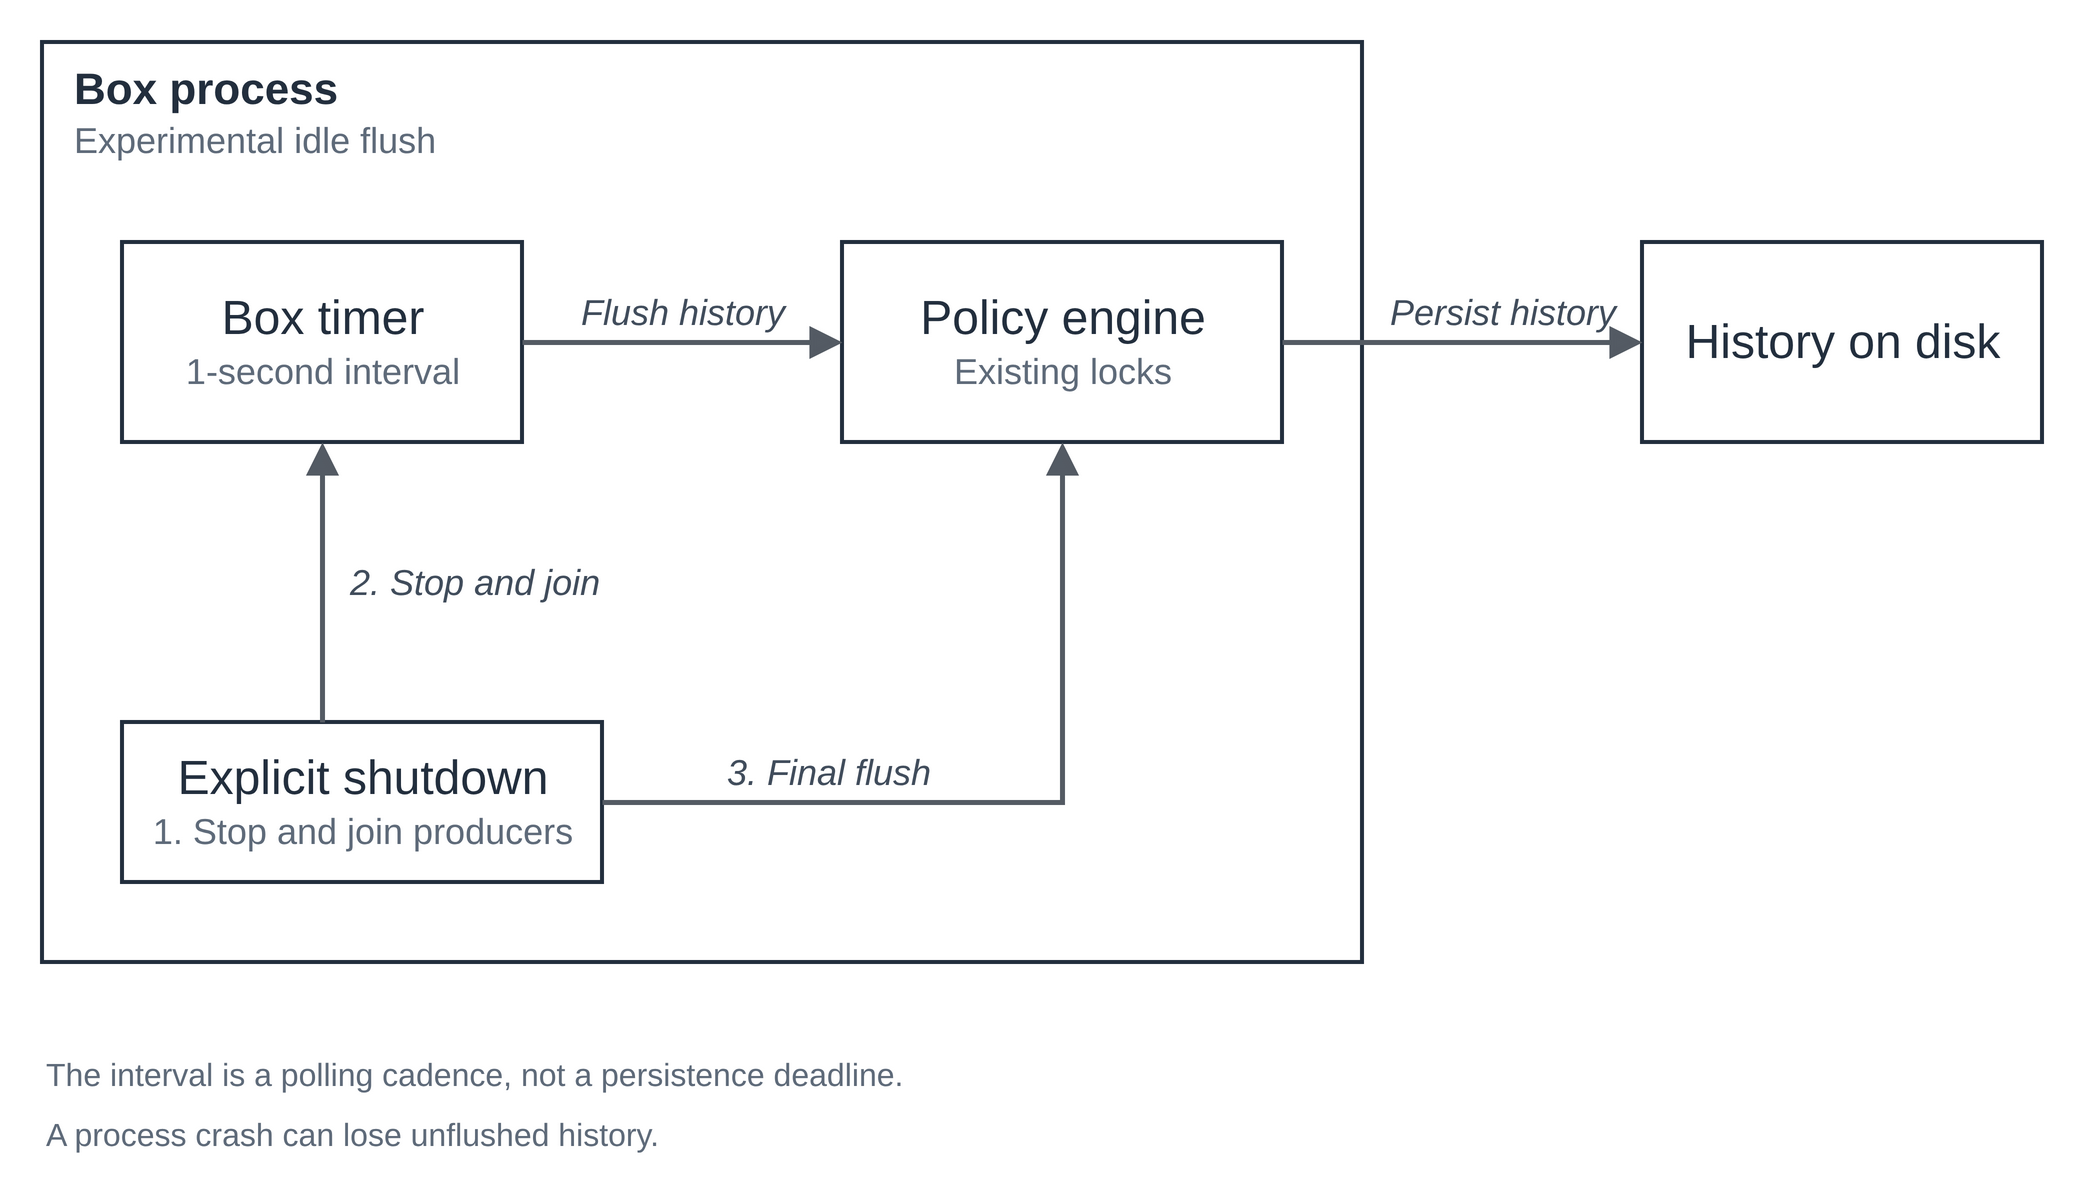 Box process
Experimental idle flush
Box timer
1-second interval
Flush history
Policy engine
Existing locks
Persist history
History on disk
2. Stop and join
Explicit shutdown
1. Stop and join producers
3. Final flush
The interval is a polling cadence, not a persistence deadline.
A process crash can lose unflushed history.